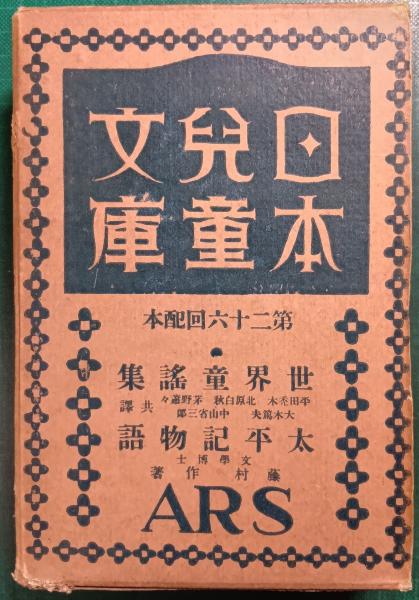 日本
兒童
文庫
第二十六回配本
世界童謠集
平田禿木 北原白秋 茅野蕭々
大木篤夫 中山省三郎
共譯
太平記物語
文學博士
藤村作著
ARS